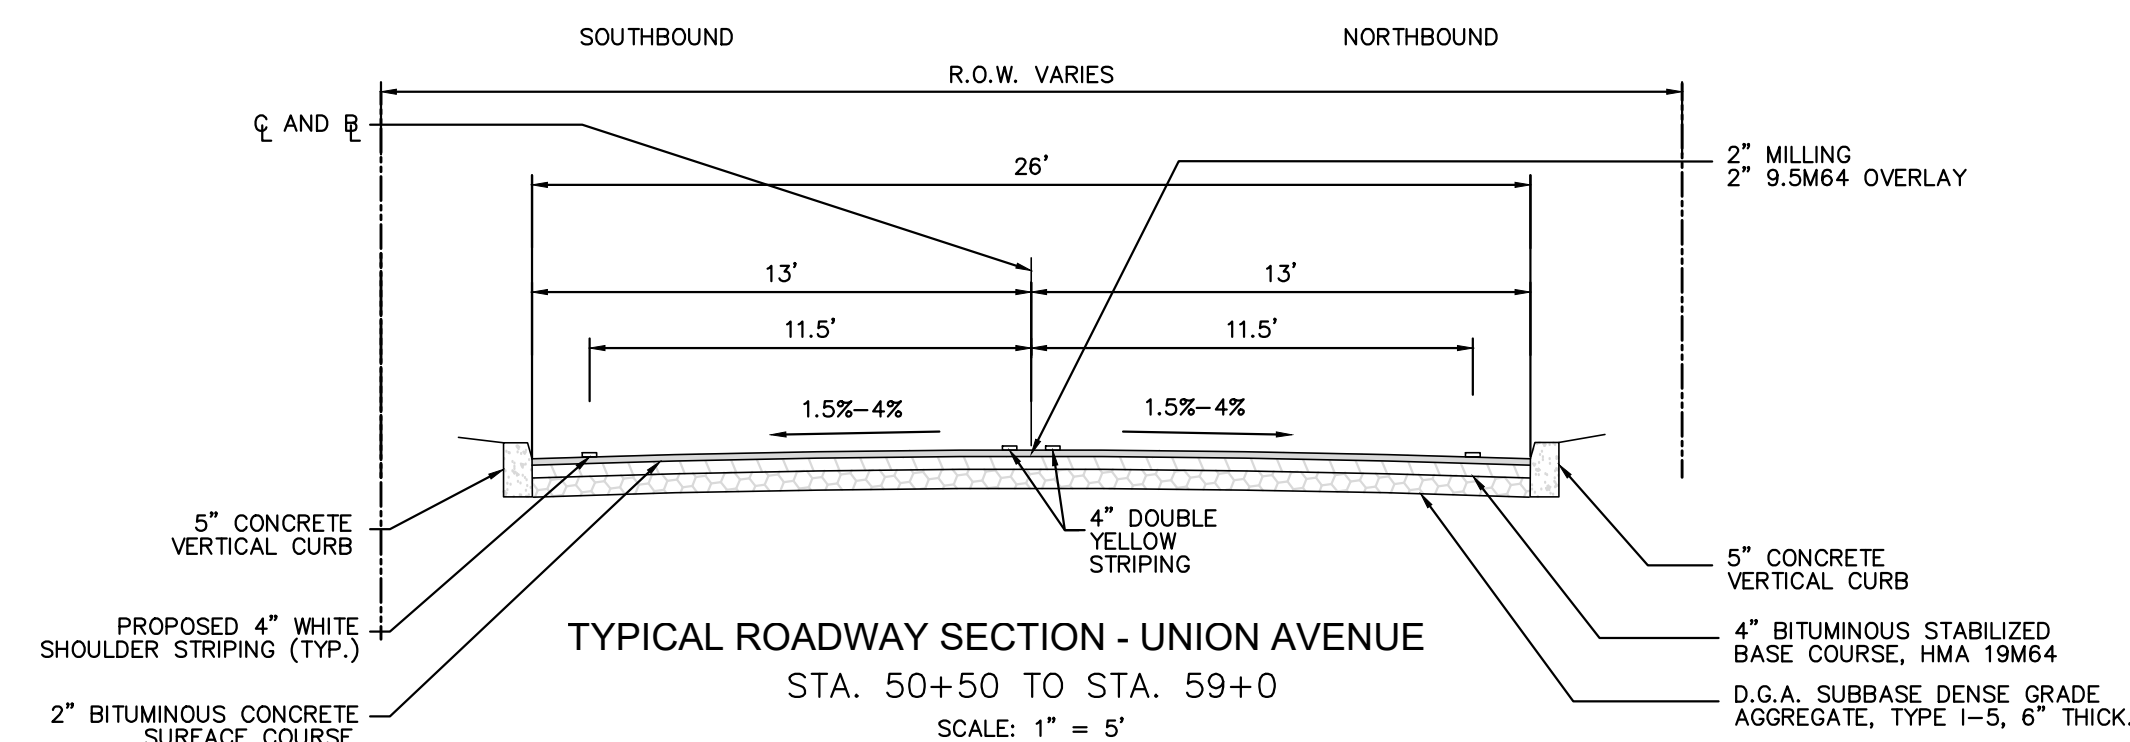 SOUTHBOUND
NORTHBOUND
R.O.W. VARIES
℄ AND B
L
26'
2” MILLING
2” 9.5M64 OVERLAY
13'
13'
11.5'
11.5'
1.5%–4%
1.5%–4%
5” CONCRETE
VERTICAL CURB
4” DOUBLE
YELLOW
STRIPING
5” CONCRETE
VERTICAL CURB
PROPOSED 4” WHITE
SHOULDER STRIPING (TYP.)
4” BITUMINOUS STABILIZED
BASE COURSE, HMA 19M64
D.G.A. SUBBASE DENSE GRADE
AGGREGATE, TYPE I–5, 6” THICK.
2” BITUMINOUS CONCRETE
SURFACE COURSE
TYPICAL ROADWAY SECTION - UNION AVENUE
STA. 50+50 TO STA. 59+0
SCALE: 1” = 5'